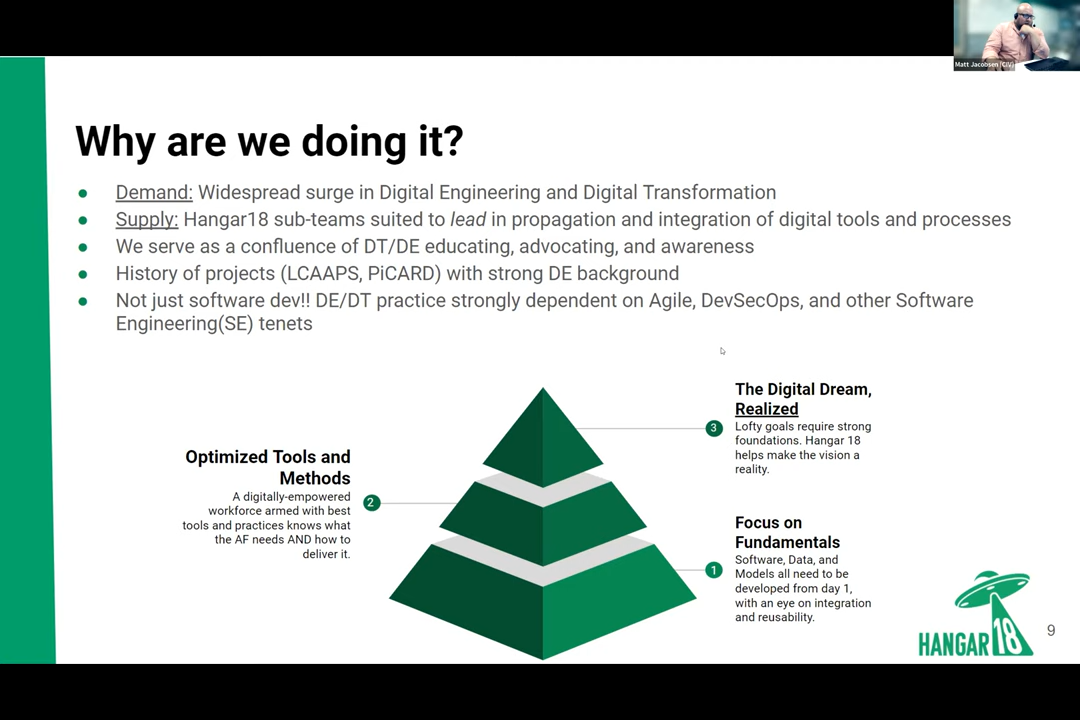 Matt Jacobsen (CIV)
Why are we doing it?
● Demand: Widespread surge in Digital Engineering and Digital Transformation
● Supply: Hangar18 sub-teams suited to lead in propagation and integration of digital tools and processes
● We serve as a confluence of DT/DE educating, advocating, and awareness
● History of projects (LCAAPS, PiCARD) with strong DE background
● Not just software dev!! DE/DT practice strongly dependent on Agile, DevSecOps, and other Software
Engineering(SE) tenets
The Digital Dream,
Realized
3
Lofty goals require strong
foundations. Hangar 18
helps make the vision a
reality.
Optimized Tools and
Methods
2
A digitally-empowered
workforce armed with best
tools and practices knows what
the AF needs AND how to
deliver it.
Focus on
Fundamentals
1
Software, Data, and
Models all need to be
developed from day 1,
with an eye on integration
and reusability.
HANGAR 18
9